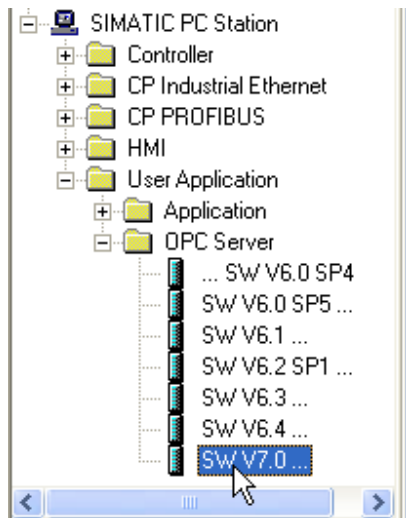 SIMATIC PC Station
Controller
CP Industrial Ethernet
CP PROFIBUS
HMI
User Application
Application
OPC Server
... SW V6.0 SP4
SW V6.0 SP5 ...
SW V6.1 ...
SW V6.2 SP1 ...
SW V6.3 ...
SW V6.4 ...
SW V7.0 ...